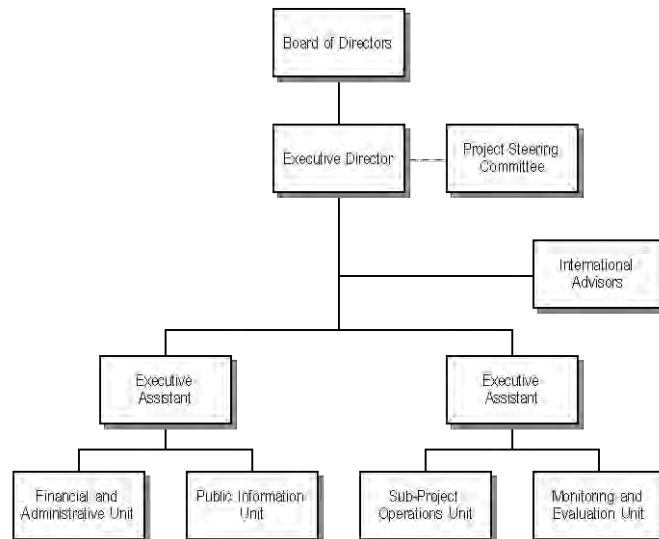 Board of Directors
Executive Director
Project Steering
Committee
International
Advisors
Executive
Assistant
Executive
Assistant
Financial and
Administrative Unit
Public Information
Unit
Sub-Project
Operations Unit
Monitoring and
Evaluation Unit